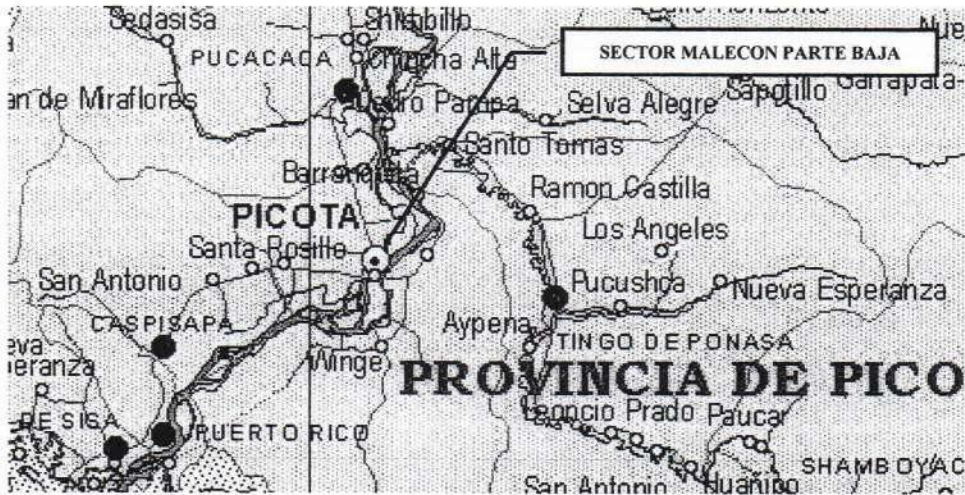 Sedasisa
Shimbillo
Nue
SECTOR MALECON PARTE BAJA
PUCACACA
Chincha Alta
an de Miraflores
Pedro Pampa
Selva Alegre
Sapotillo
Garrapata-
Santo Tomas
Barranquita
Ramon Castilla
PICOTA
Los Angeles
Santa Rosillo
San Antonio
Pucushca
Nueva Esperanza
CASPISAPA
Aypena
TINGO DE PONASA
eva
peranza
Winge
PROVINCIA DE PICO
Leoncio Prado
Paucar
DE SISA
PUERTO RICO
SHAMBOYAC
San Antonio
Huañipo